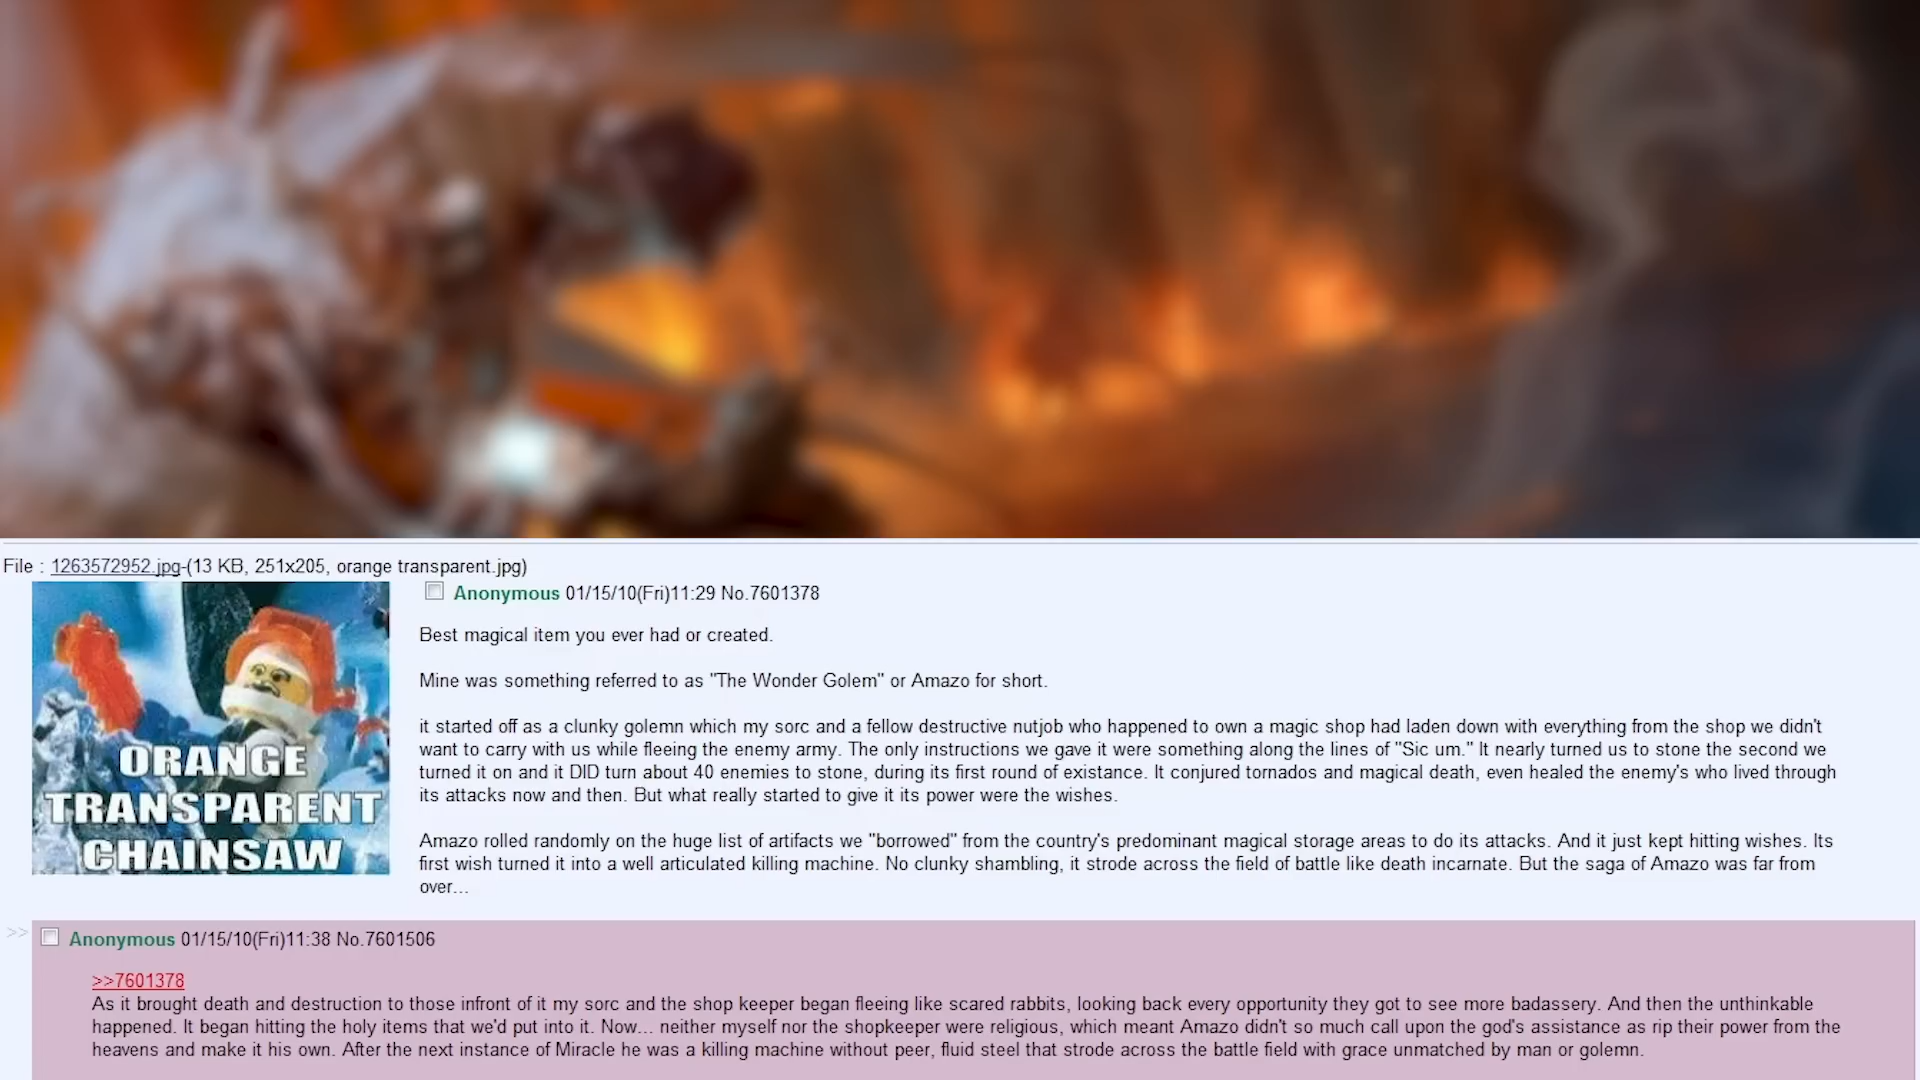 File : 1263572952.jpg-(13 KB, 251x205, orange transparent.jpg)
ORANGE
TRANSPARENT
CHAINSAW
Anonymous 01/15/10(Fri)11:29 No.7601378
Best magical item you ever had or created.
Mine was something referred to as "The Wonder Golem" or Amazo for short.
it started off as a clunky golemn which my sorc and a fellow destructive nutjob who happened to own a magic shop had laden down with everything from the shop we didn't
want to carry with us while fleeing the enemy army. The only instructions we gave it were something along the lines of "Sic um." It nearly turned us to stone the second we
turned it on and it DID turn about 40 enemies to stone, during its first round of existance. It conjured tornados and magical death, even healed the enemy's who lived through
its attacks now and then. But what really started to give it its power were the wishes.
Amazo rolled randomly on the huge list of artifacts we "borrowed" from the country's predominant magical storage areas to do its attacks. And it just kept hitting wishes. Its
first wish turned it into a well articulated killing machine. No clunky shambling, it strode across the field of battle like death incarnate. But the saga of Amazo was far from
over...
>> Anonymous 01/15/10(Fri)11:38 No.7601506
>>7601378
As it brought death and destruction to those infront of it my sorc and the shop keeper began fleeing like scared rabbits, looking back every opportunity they got to see more badassery. And then the unthinkable
happened. It began hitting the holy items that we'd put into it. Now... neither myself nor the shopkeeper were religious, which meant Amazo didn't so much call upon the god's assistance as rip their power from the
heavens and make it his own. After the next instance of Miracle he was a killing machine without peer, fluid steel that strode across the battle field with grace unmatched by man or golemn.